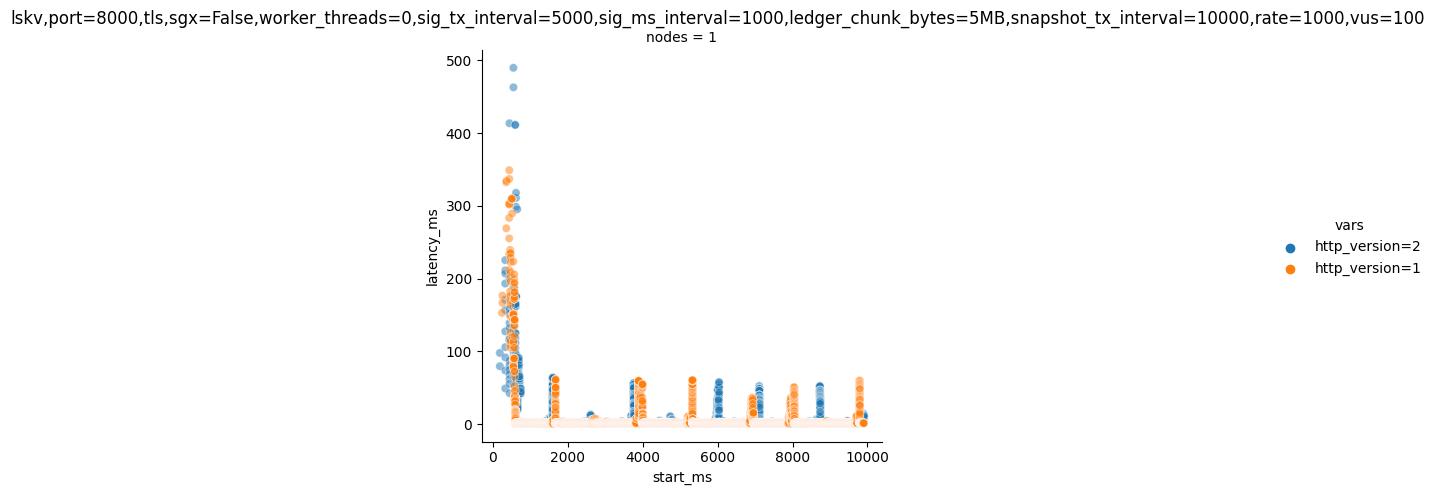 lskv,port=8000,tls,sgx=False,worker_threads=0,sig_tx_interval=5000,sig_ms_interval=1000,ledger_chunk_bytes=5MB,snapshot_tx_interval=10000,rate=1000,vus=100
nodes = 1
500
400
300
200
100
0
latency_ms
0 2000 4000 6000 8000 10000
start_ms
vars
http_version=2
http_version=1